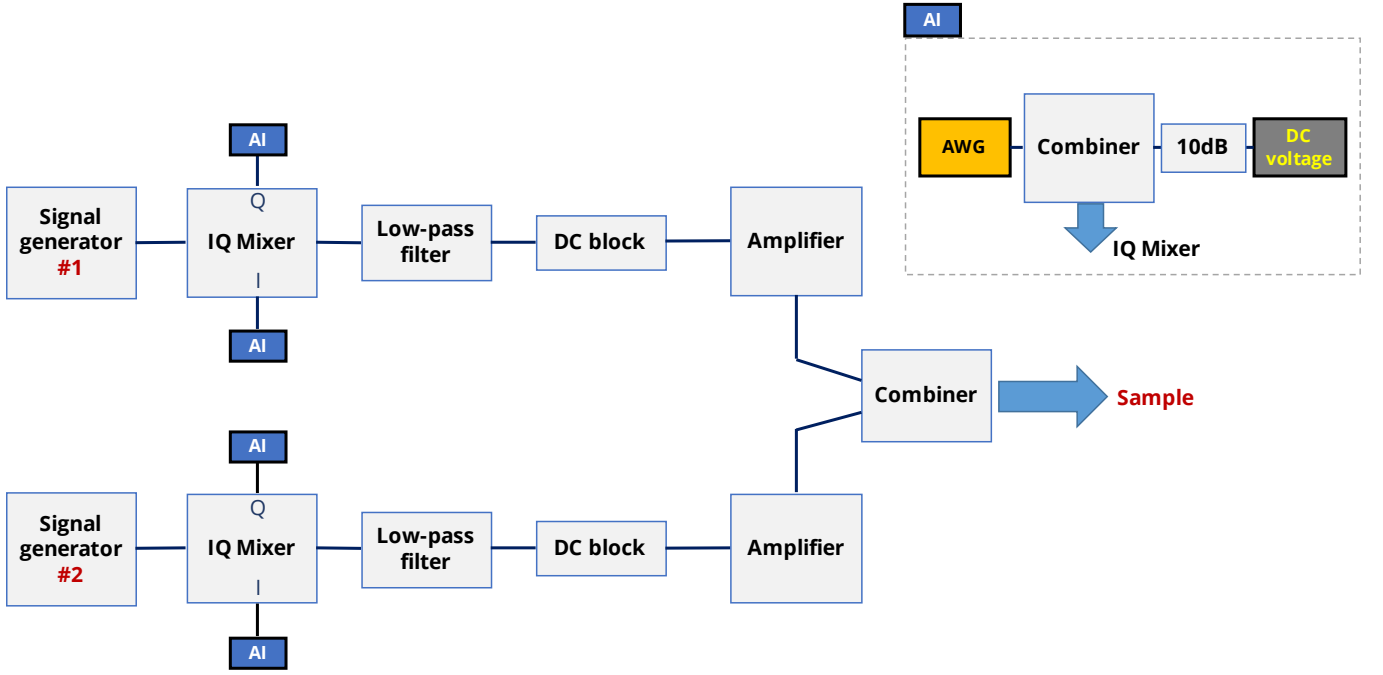 AI
AWG
Combiner
10dB
DC
voltage
IQ Mixer
AI
Signal
generator
#1
Q
IQ Mixer
I
Low-pass
filter
DC block
Amplifier
AI
Combiner
Sample
AI
Signal
generator
#2
Q
IQ Mixer
I
Low-pass
filter
DC block
Amplifier
AI